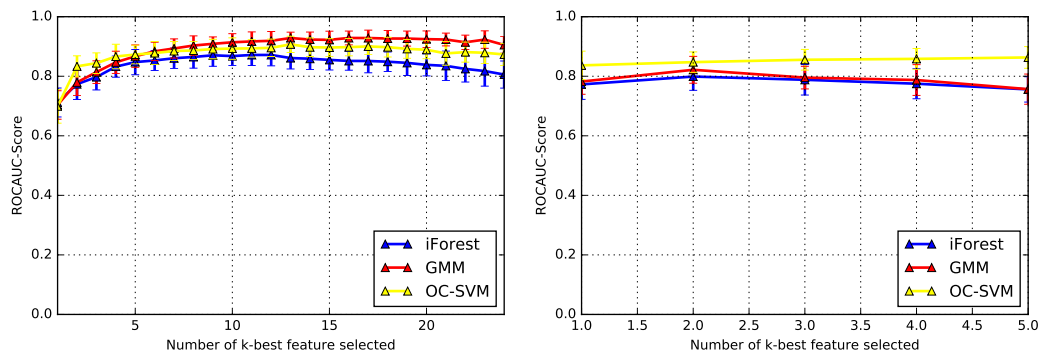 1.0
0.8
0.6
0.4
0.2
0.0
ROCAUC-Score
5
10
15
20
Number of k-best feature selected
iForest
GMM
OC-SVM
1.0
0.8
0.6
0.4
0.2
0.0
ROCAUC-Score
1.0
1.5
2.0
2.5
3.0
3.5
4.0
4.5
5.0
Number of k-best feature selected
iForest
GMM
OC-SVM